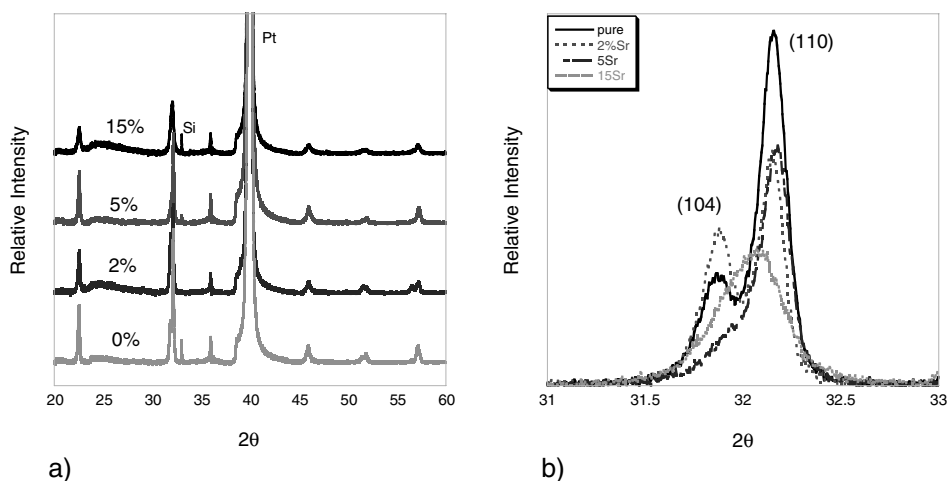 Relative Intensity
Pt
Si
15%
5%
2%
0%
20 25 30 35 40 45 50 55 60
2θ
a)
Relative Intensity
pure
2%Sr
5Sr
15Sr
(110)
(104)
31 31.5 32 32.5 33
2θ
b)